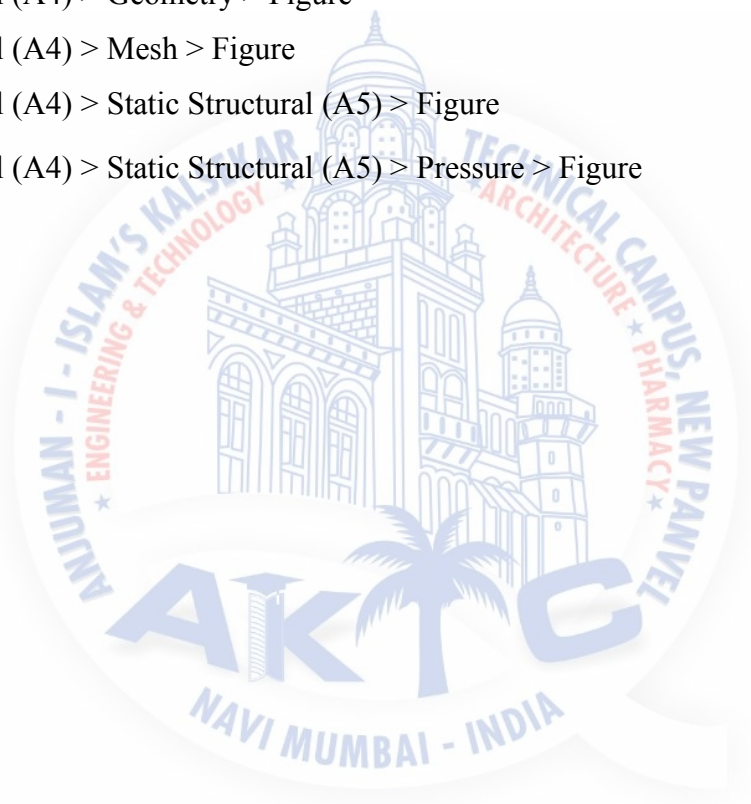 (A4) > Geometry > Figure
(A4) > Mesh > Figure
(A4) > Static Structural (A5) > Figure
(A4) > Static Structural (A5) > Pressure > Figure
ANJUMAN - I - ISLAM'S KALSEKAR TECHNICAL CAMPUS, NEW PANVEL
★ ENGINEERING & TECHNOLOGY ★ ARCHITECTURE ★ PHARMACY ★
AKTC
NAVI MUMBAI - INDIA